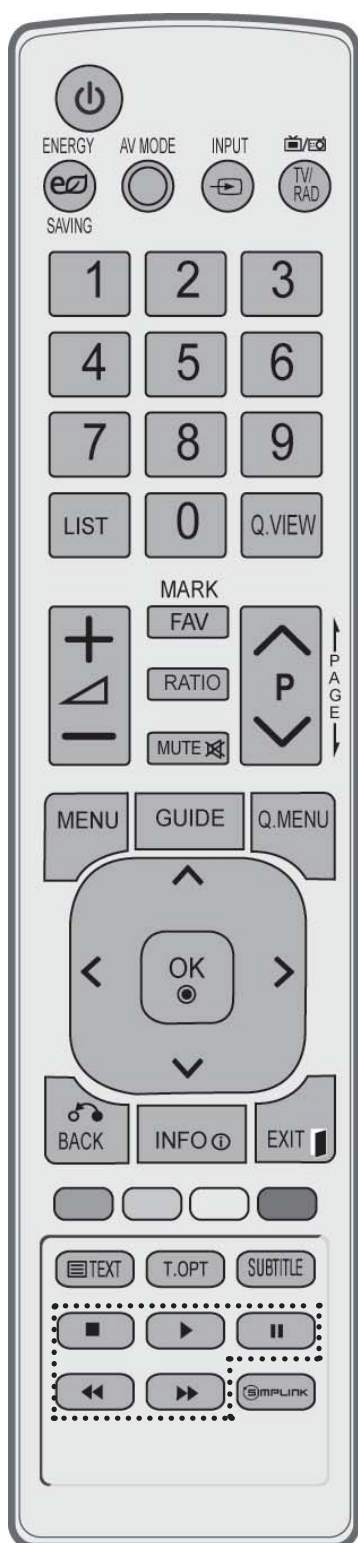 ENERGY AV MODE INPUT
TV/
RAD
SAVING
1 2 3
4 5 6
7 8 9
LIST 0 Q.VIEW
MARK
FAV
RATIO P PAGE
MUTE
MENU GUIDE Q.MENU
OK
BACK INFO EXIT
TEXT T.OPT SUBTITLE
SIMPLINK